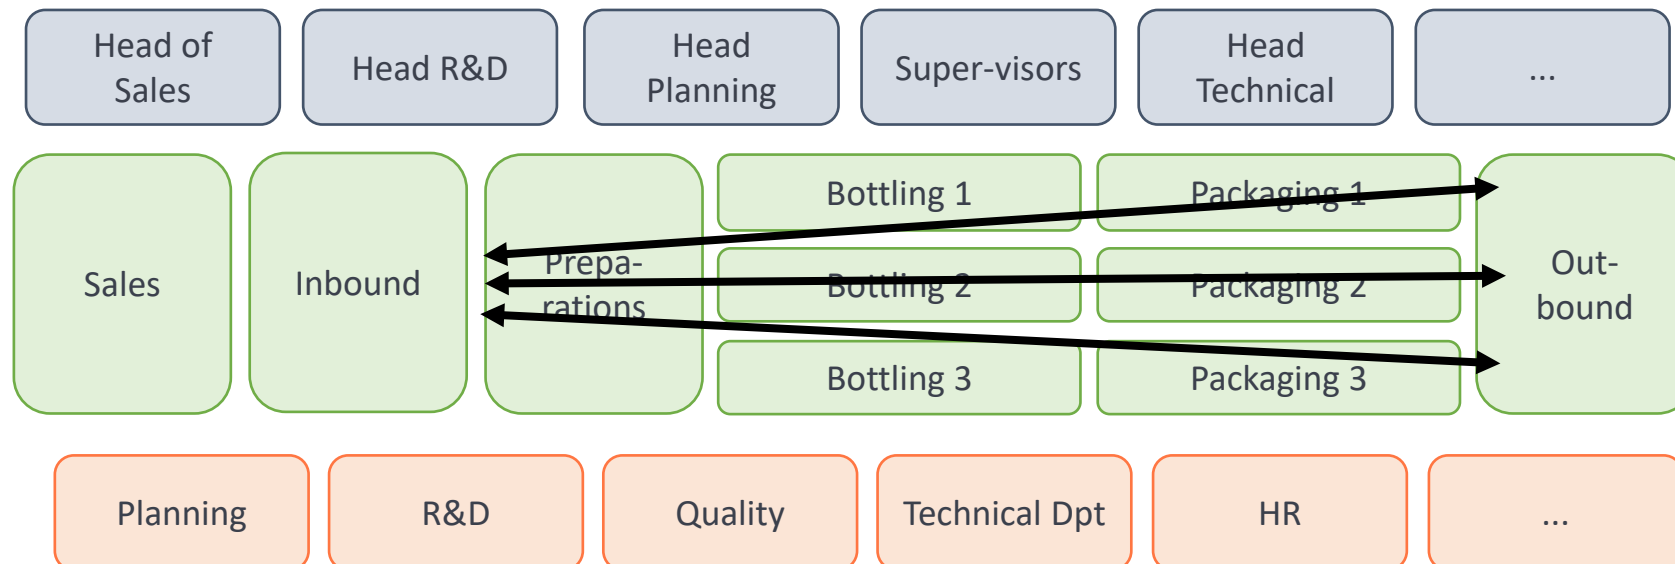 Head of
Sales
Head R&D
Head
Planning
Super-visors
Head
Technical
...
Sales
Inbound
Prepa-
rations
Bottling 1
Packaging 1
Bottling 2
Packaging 2
Bottling 3
Packaging 3
Out-
bound
Planning
R&D
Quality
Technical Dpt
HR
...